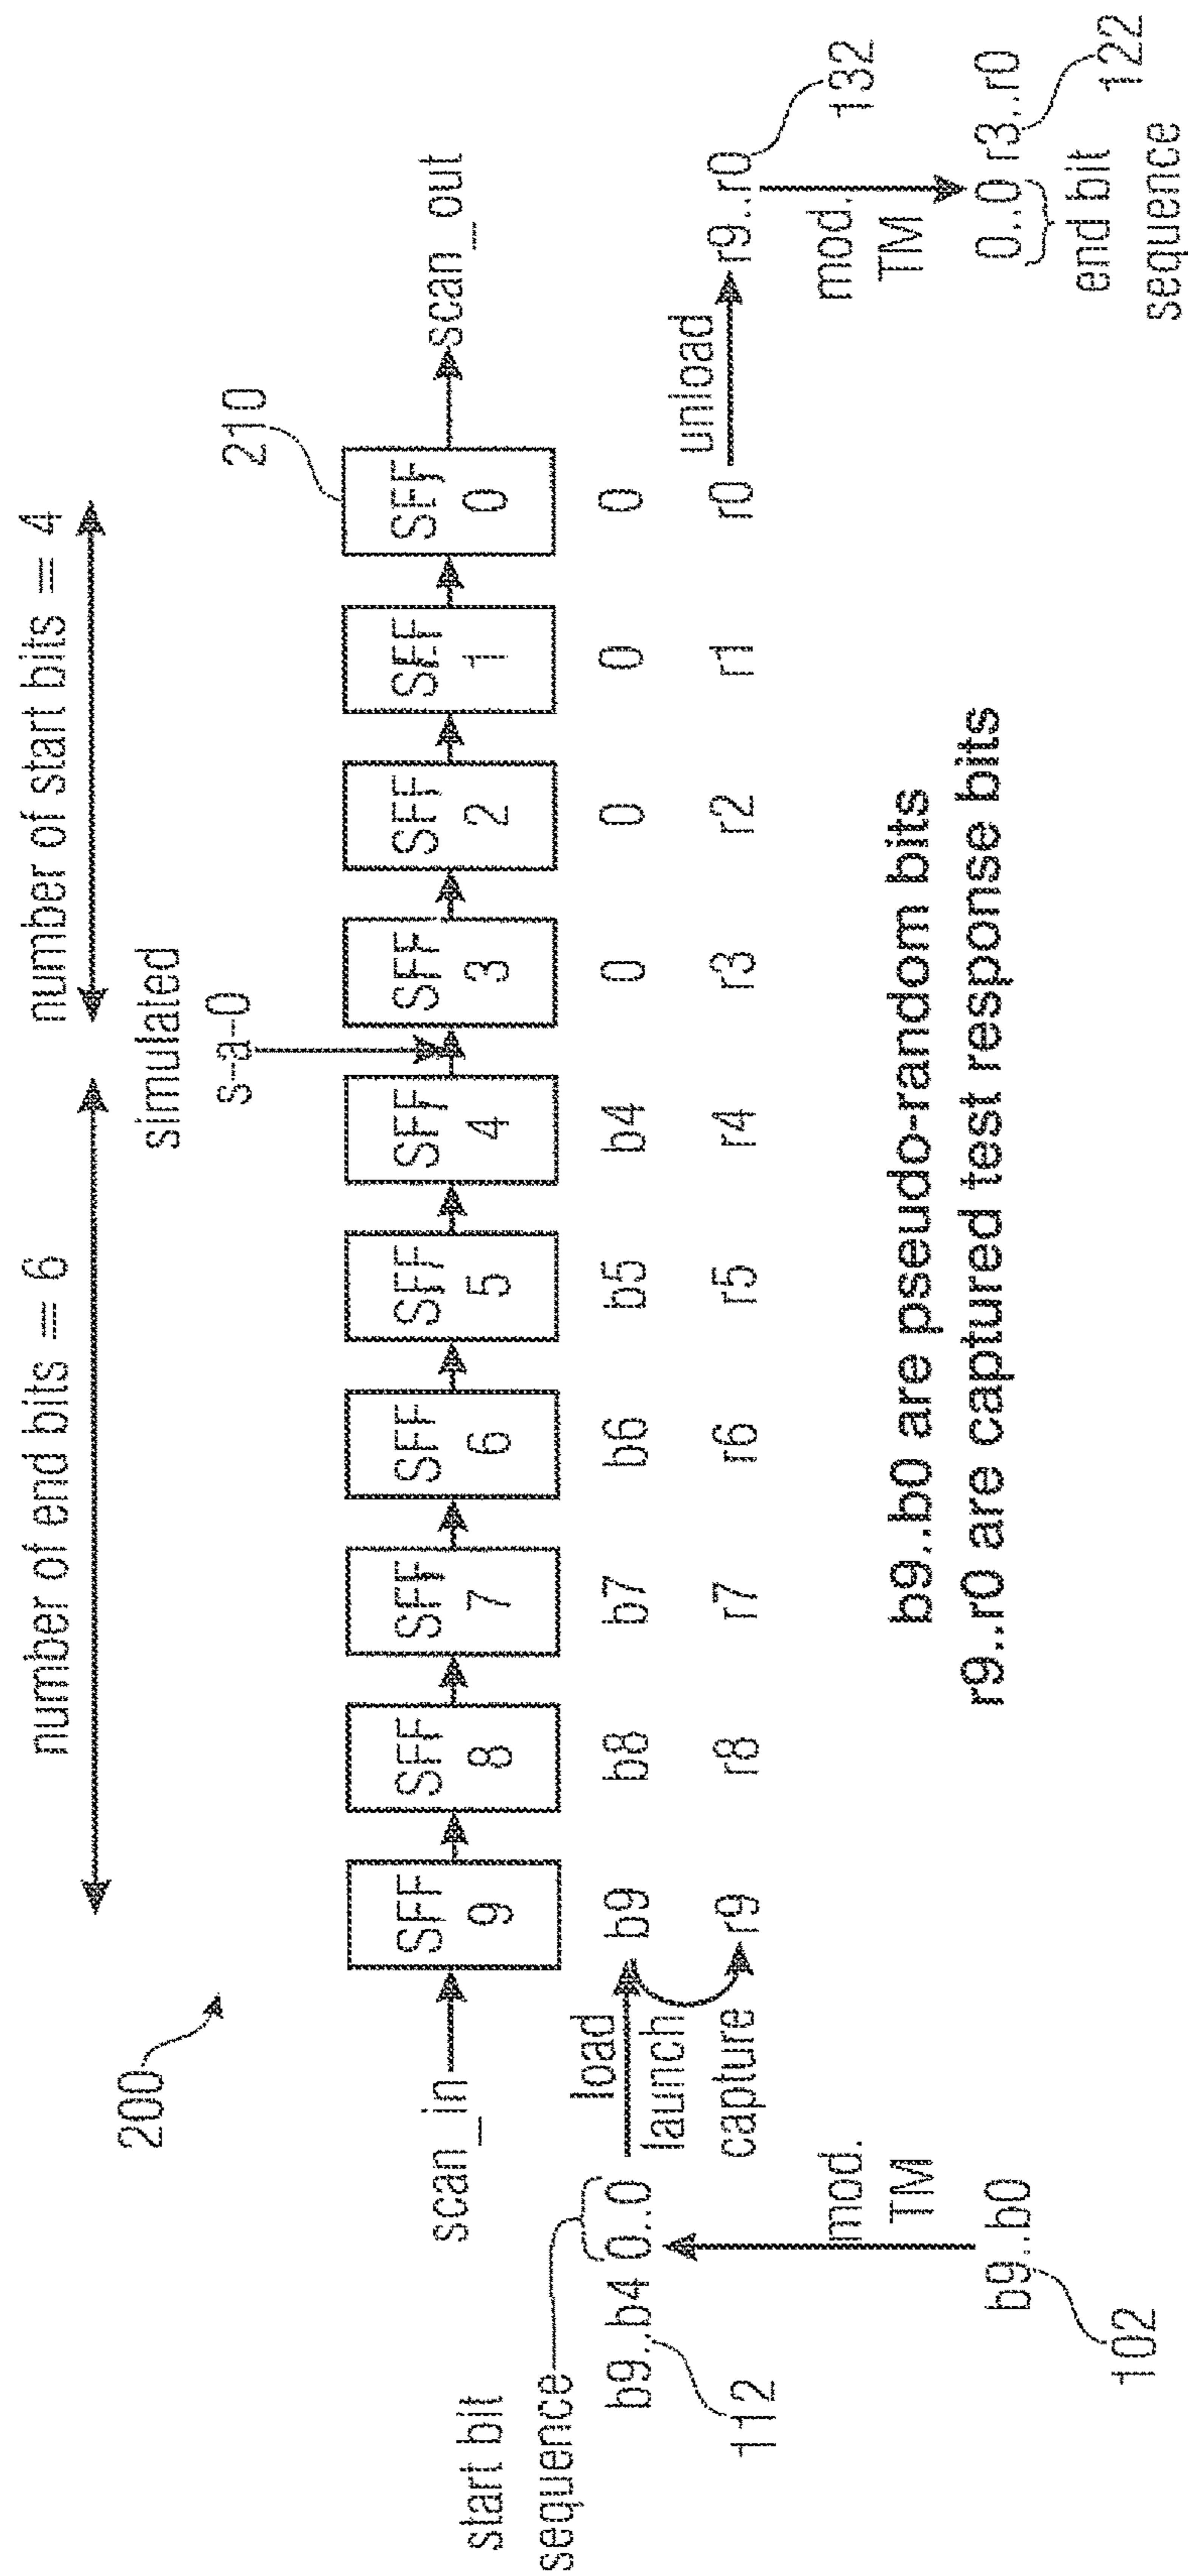 number of end bits = 6
number of start bits = 4
simulated
s-a-0
200
210
scan_in
SFF 9
SFF 8
SFF 7
SFF 6
SFF 5
SFF 4
SFF 3
SFF 2
SFF 1
SFF 0
scan_out
start bit
sequence
b9..b4 0..0
112
load
launch
capture
b9 b8 b7 b6 b5 b4 0 0 0 0
r9 r8 r7 r6 r5 r4 r3 r2 r1 r0
unload
r9..r0
132
mod.
TM
b9..b0
102
mod.
TM
0..0 r3..r0
122
end bit
sequence
b9..b0 are pseudo-random bits
r9..r0 are captured test response bits